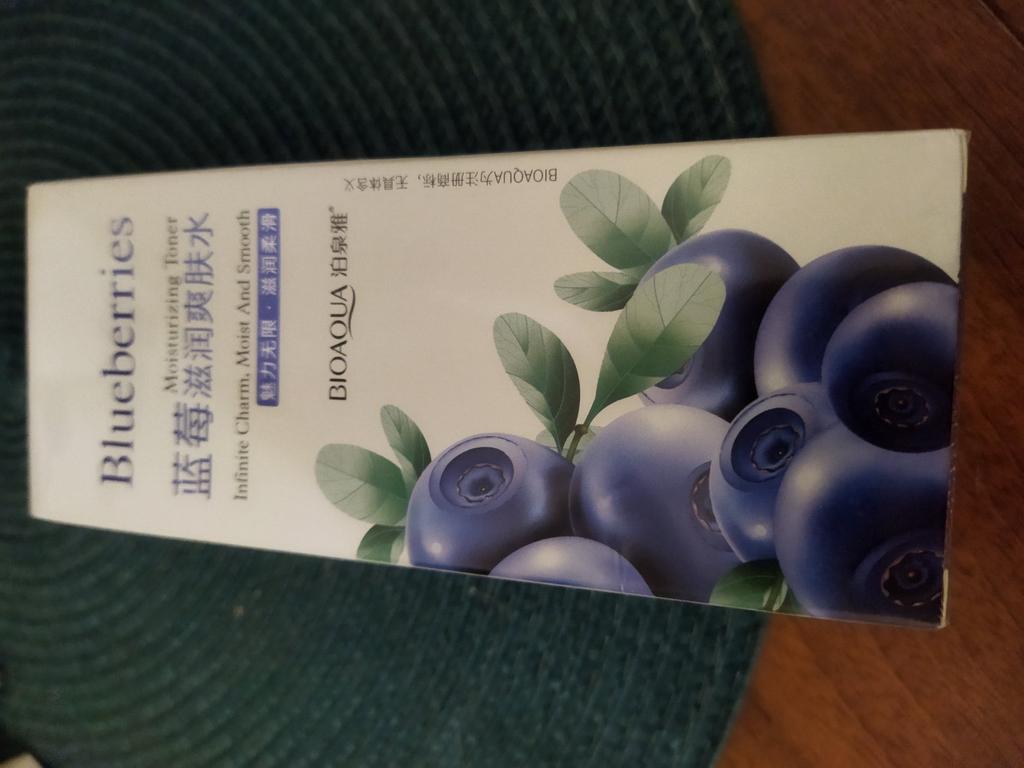 Blueberries
Moisturizing Toner
蓝莓滋润爽肤水
Infinite Charm, Moist And Smooth
魅力无限 · 滋润柔滑
BIOAQUA 泊泉雅®
BIOAQUA为注册商标，无具体含义